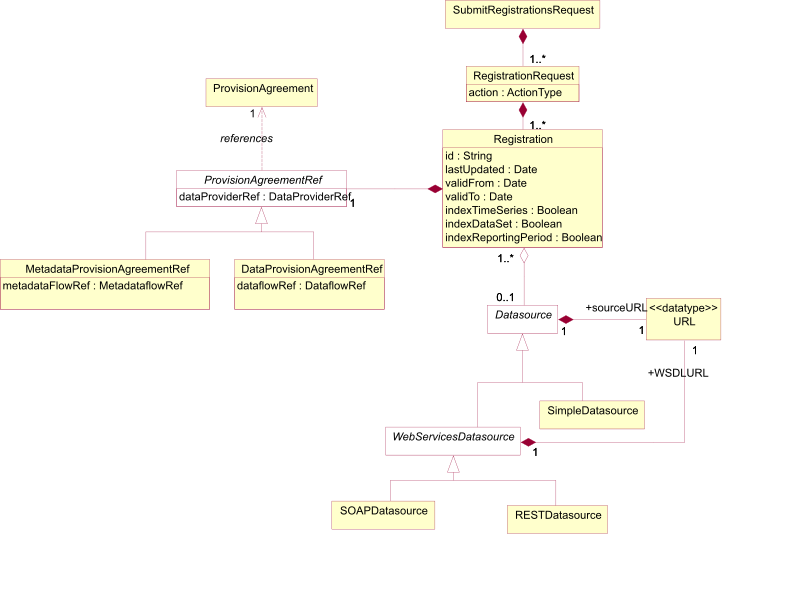 SubmitRegistrationsRequest
1..*
RegistrationRequest
action : ActionType
1..*
ProvisionAgreement
1
references
Registration
id : String
lastUpdated : Date
validFrom : Date
validTo : Date
indexTimeSeries : Boolean
indexDataSet : Boolean
indexReportingPeriod : Boolean
ProvisionAgreementRef
dataProviderRef : DataProviderRef
1
MetadataProvisionAgreementRef
metadataFlowRef : MetadataflowRef
DataProvisionAgreementRef
dataflowRef : DataflowRef
1..*
0..1
Datasource
1
+sourceURL
1
<<datatype>>
URL
1
+WSDLURL
SimpleDatasource
WebServicesDatasource
1
SOAPDatasource
RESTDatasource